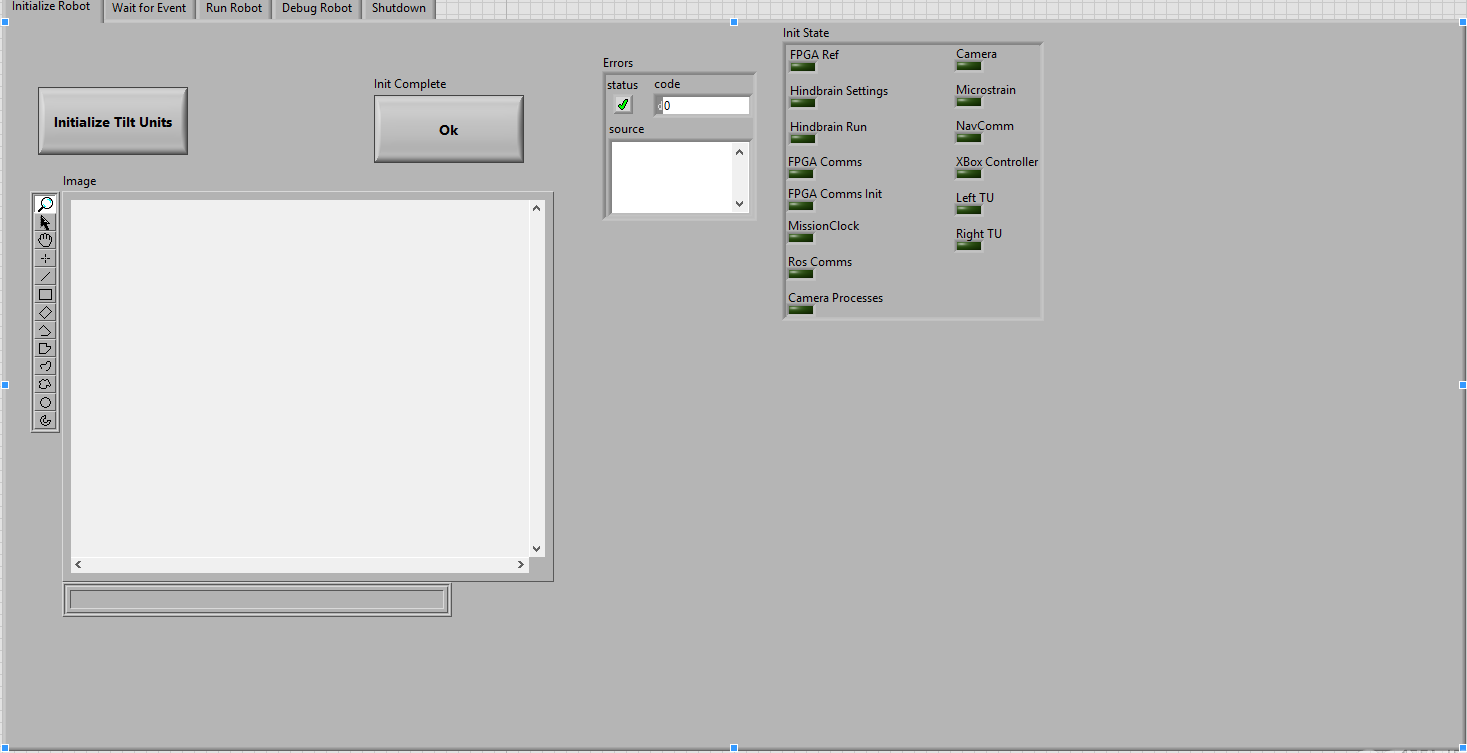 Initialize Robot Wait for Event Run Robot Debug Robot Shutdown
Initialize Tilt Units
Init Complete
Ok
Image
Errors
status code
0
source
Init State
FPGA Ref
Hindbrain Settings
Hindbrain Run
FPGA Comms
FPGA Comms Init
MissionClock
Ros Comms
Camera Processes
Camera
Microstrain
NavComm
XBox Controller
Left TU
Right TU